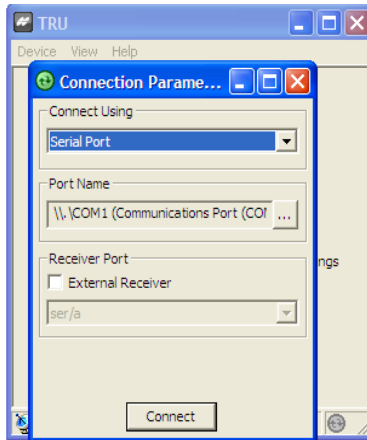 TRU
Device View Help
Connection Parame...
Connect Using
Serial Port
Port Name
\\.\COM1 (Communications Port (COM
...
Receiver Port
ngs
External Receiver
ser/a
Connect